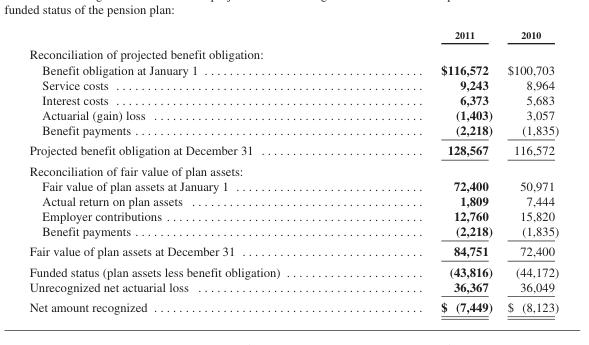 funded status of the pension plan:
2011 2010
Reconciliation of projected benefit obligation:
Benefit obligation at January 1 . . . . . . . . . . . . . . . . . . . . . . . . . . . . . . . . . . $116,572 $100,703
Service costs . . . . . . . . . . . . . . . . . . . . . . . . . . . . . . . . . . . . . . . . . . . . . . . 9,243 8,964
Interest costs . . . . . . . . . . . . . . . . . . . . . . . . . . . . . . . . . . . . . . . . . . . . . . . 6,373 5,683
Actuarial (gain) loss . . . . . . . . . . . . . . . . . . . . . . . . . . . . . . . . . . . . . . . . . (1,403) 3,057
Benefit payments . . . . . . . . . . . . . . . . . . . . . . . . . . . . . . . . . . . . . . . . . . . . (2,218) (1,835)
Projected benefit obligation at December 31 . . . . . . . . . . . . . . . . . . . . . . . . . 128,567 116,572
Reconciliation of fair value of plan assets:
Fair value of plan assets at January 1 . . . . . . . . . . . . . . . . . . . . . . . . . . . . . 72,400 50,971
Actual return on plan assets . . . . . . . . . . . . . . . . . . . . . . . . . . . . . . . . . . . . 1,809 7,444
Employer contributions . . . . . . . . . . . . . . . . . . . . . . . . . . . . . . . . . . . . . . . 12,760 15,820
Benefit payments . . . . . . . . . . . . . . . . . . . . . . . . . . . . . . . . . . . . . . . . . . . . (2,218) (1,835)
Fair value of plan assets at December 31 . . . . . . . . . . . . . . . . . . . . . . . . . . . . 84,751 72,400
Funded status (plan assets less benefit obligation) . . . . . . . . . . . . . . . . . . . . . (43,816) (44,172)
Unrecognized net actuarial loss . . . . . . . . . . . . . . . . . . . . . . . . . . . . . . . . . . . 36,367 36,049
Net amount recognized . . . . . . . . . . . . . . . . . . . . . . . . . . . . . . . . . . . . . . . . . $ (7,449) $ (8,123)